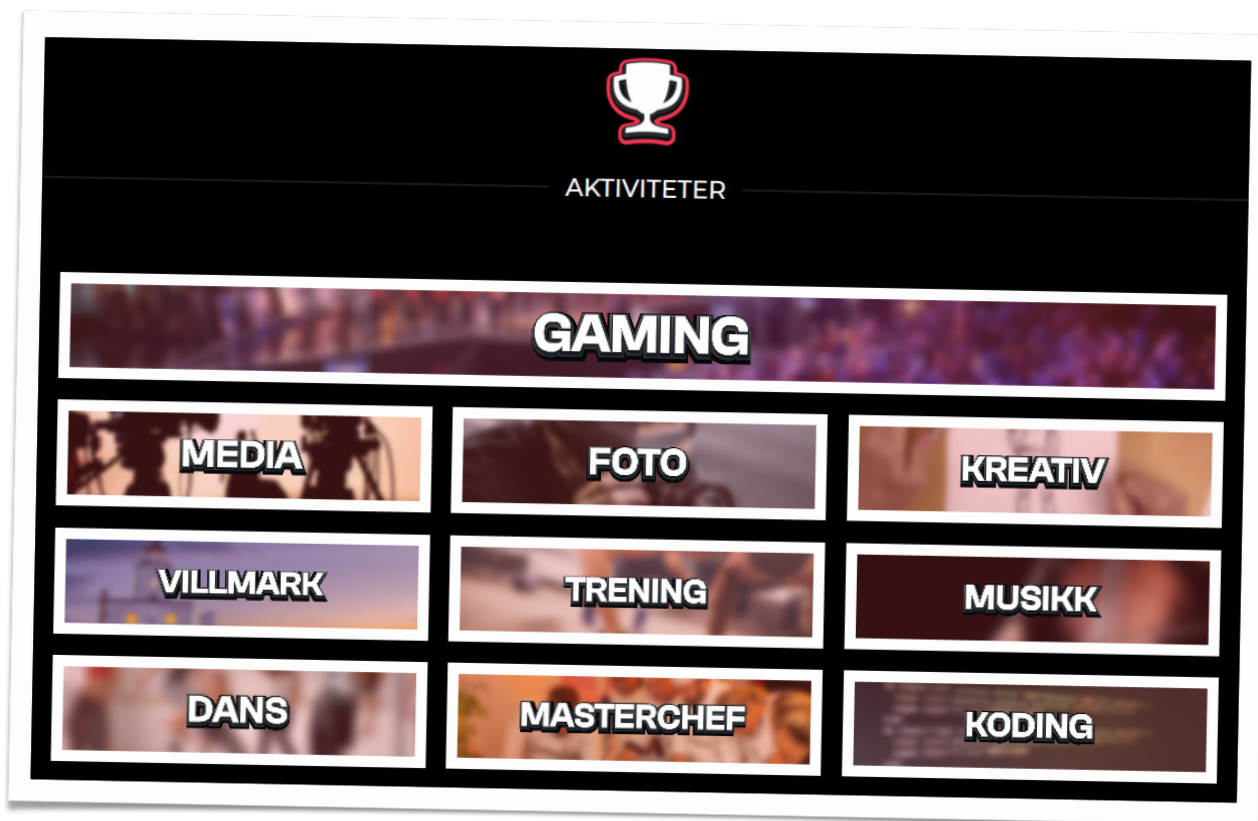 AKTIVITETER
GAMING
MEDIA
FOTO
KREATIV
VILLMARK
TRENING
MUSIKK
DANS
MASTERCHEF
KODING